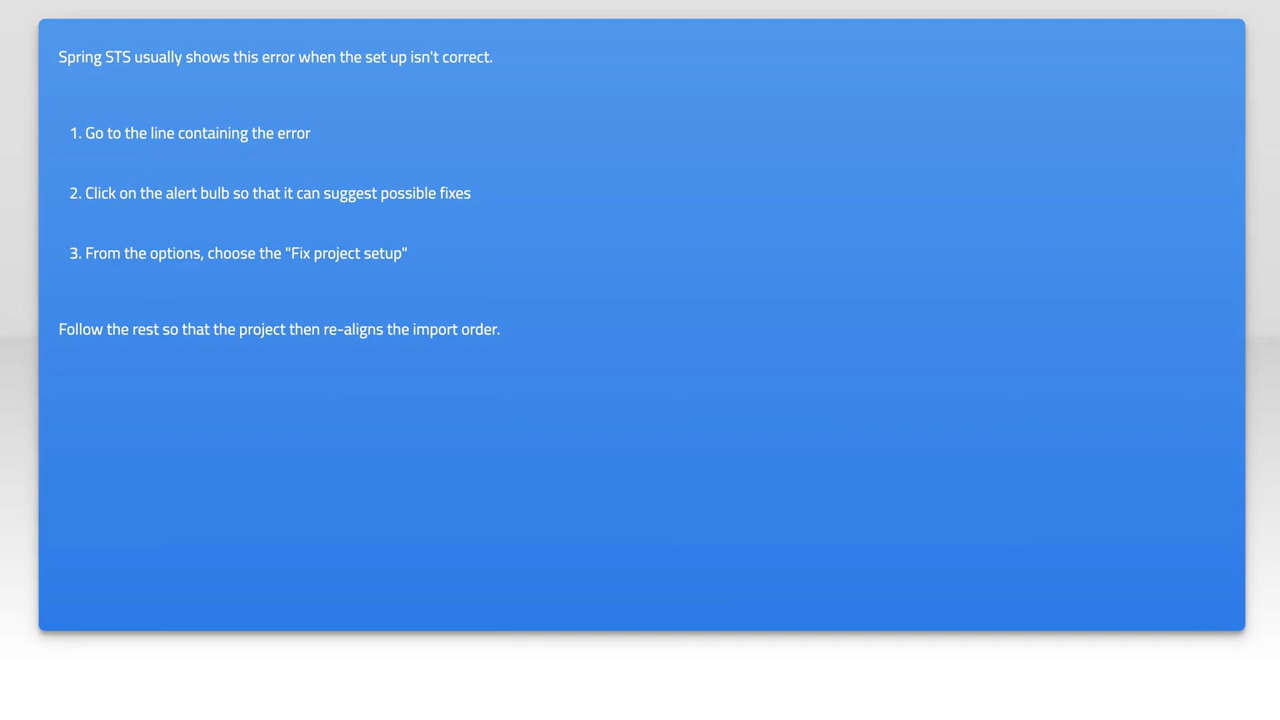 Spring STS usually shows this error when the set up isn't correct.
1. Go to the line containing the error
2. Click on the alert bulb so that it can suggest possible fixes
3. From the options, choose the "Fix project setup"
Follow the rest so that the project then re-aligns the import order.